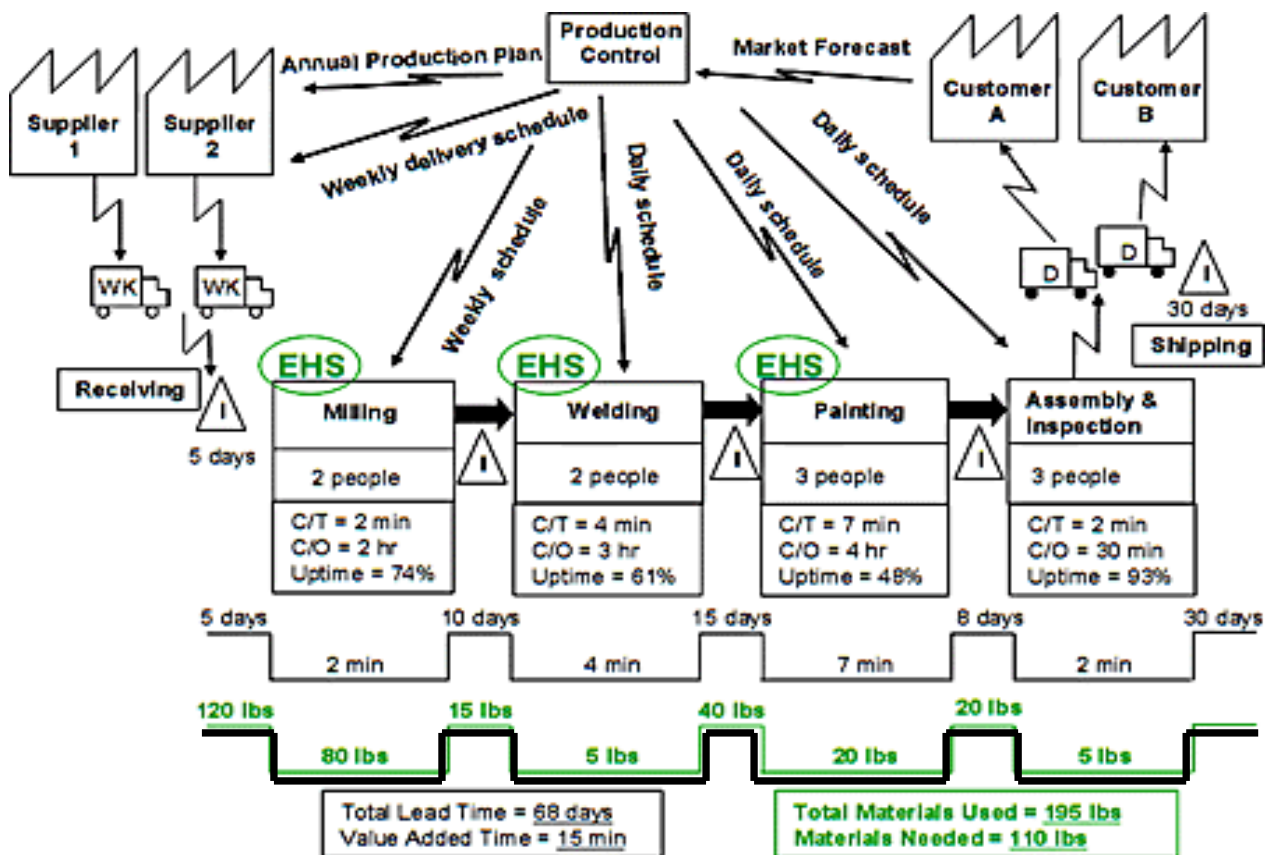 Production
Control
Annual Production Plan
Market Forecast
Supplier
1
Supplier
2
Customer
A
Customer
B
Weekly delivery schedule
Weekly schedule
Daily schedule
Daily schedule
Daily schedule
WK
WK
D
D
I
30 days
Shipping
Receiving
I
5 days
EHS
EHS
EHS
Milling
Welding
Painting
Assembly &
Inspection
I
I
I
2 people
2 people
3 people
3 people
C/T = 2 min
C/O = 2 hr
Uptime = 74%
C/T = 4 min
C/O = 3 hr
Uptime = 61%
C/T = 7 min
C/O = 4 hr
Uptime = 48%
C/T = 2 min
C/O = 30 min
Uptime = 93%
5 days 10 days 15 days 8 days 30 days
2 min 4 min 7 min 2 min
120 lbs 15 lbs 40 lbs 20 lbs
80 lbs 5 lbs 20 lbs 5 lbs
Total Lead Time = 68 days
Value Added Time = 15 min
Total Materials Used = 195 lbs
Materials Needed = 110 lbs